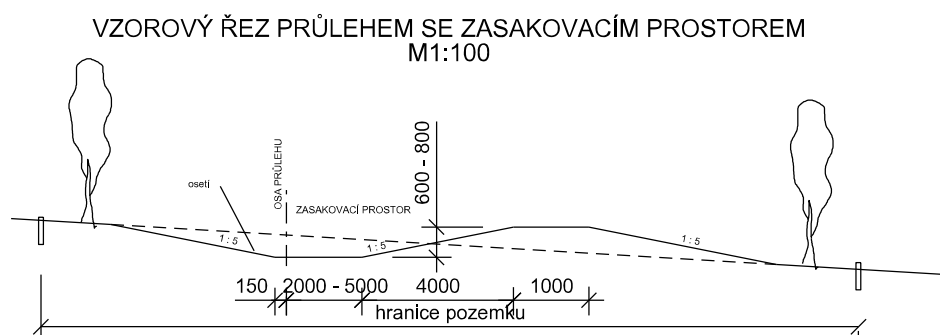 VZOROVÝ ŘEZ PRŮLEHEM SE ZASAKOVACÍM PROSTOREM
M1:100
OSA PRŮLEHU
600 - 800
osetí
ZASAKOVACÍ PROSTOR
1 : 5
1 : 5
1 : 5
150 2000 - 5000 4000 1000
hranice pozemku